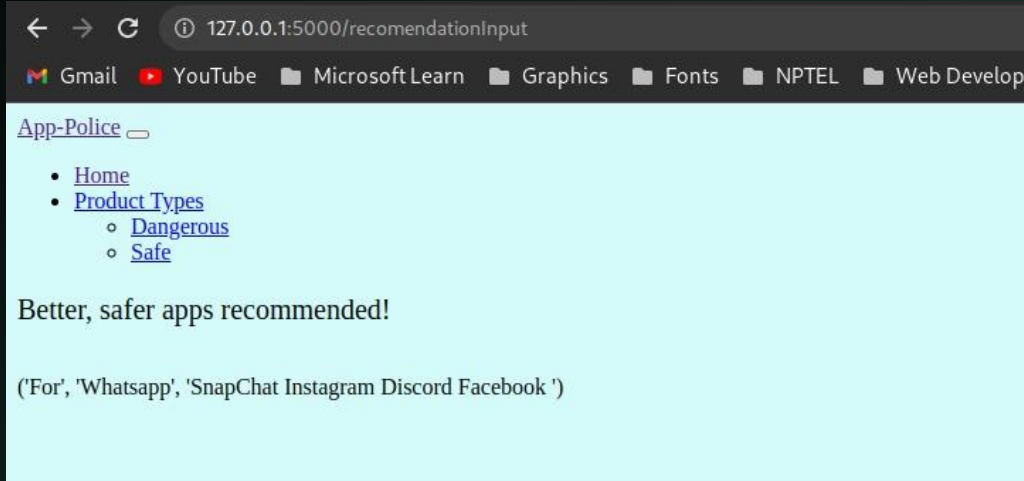 127.0.0.1:5000/recomendationInput
Gmail YouTube Microsoft Learn Graphics Fonts NPTEL Web Develop
App-Police
Home
Product Types
Dangerous
Safe
Better, safer apps recommended!
('For', 'Whatsapp', 'SnapChat Instagram Discord Facebook ')